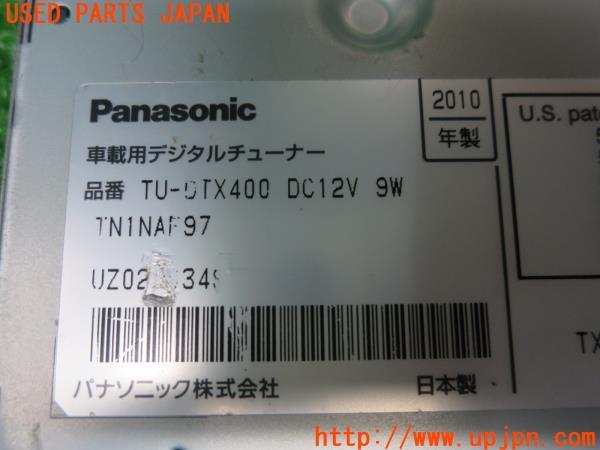 USED PARTS JAPAN
Panasonic
2010
年製
車載用デジタルチューナー
品番 TU-DTX400 DC12V 9W
TN1NAF97
U.S. pate
パナソニック株式会社
日本製
TX
http://www.upjpn.com